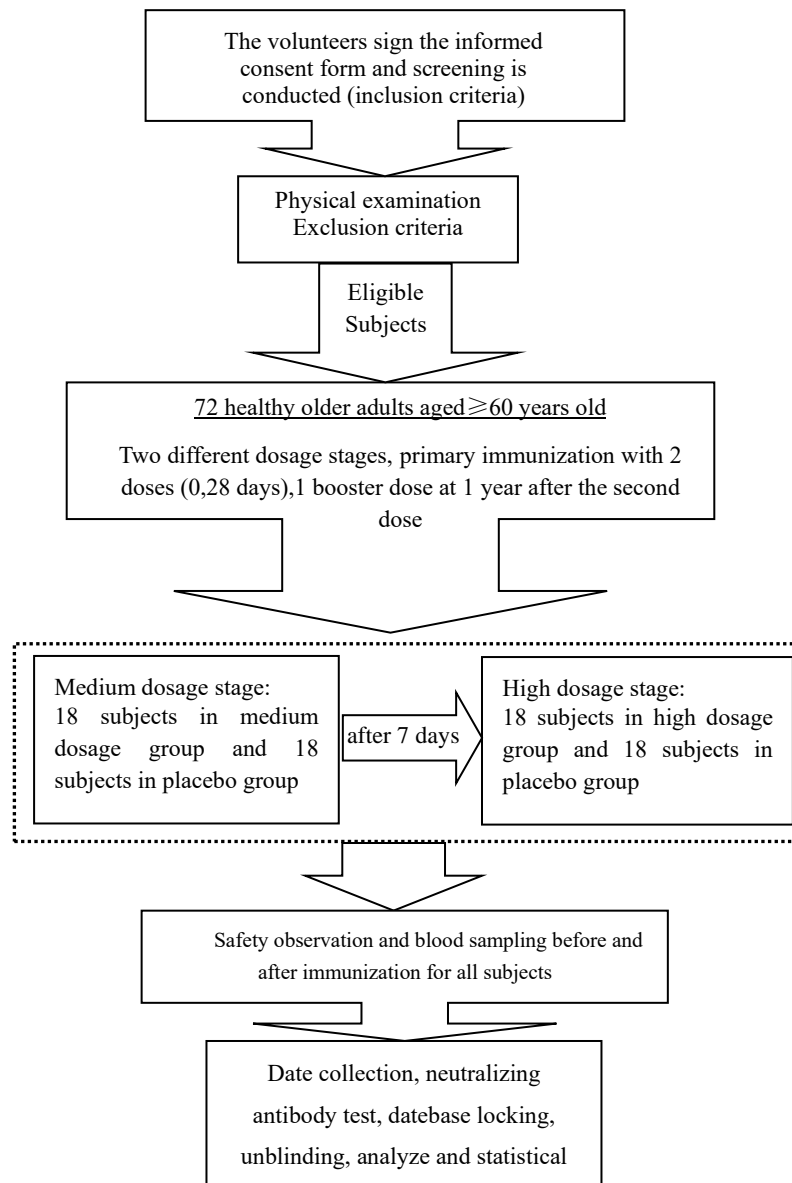 The volunteers sign the informed
consent form and screening is
conducted (inclusion criteria)
Physical examination
Exclusion criteria
Eligible
Subjects
72 healthy older adults aged≥60 years old
Two different dosage stages, primary immunization with 2
doses (0,28 days),1 booster dose at 1 year after the second
dose
Medium dosage stage:
18 subjects in medium
dosage group and 18
subjects in placebo group
after 7 days
High dosage stage:
18 subjects in high dosage
group and 18 subjects in
placebo group
Safety observation and blood sampling before and
after immunization for all subjects
Date collection, neutralizing
antibody test, datebase locking,
unblinding, analyze and statistical